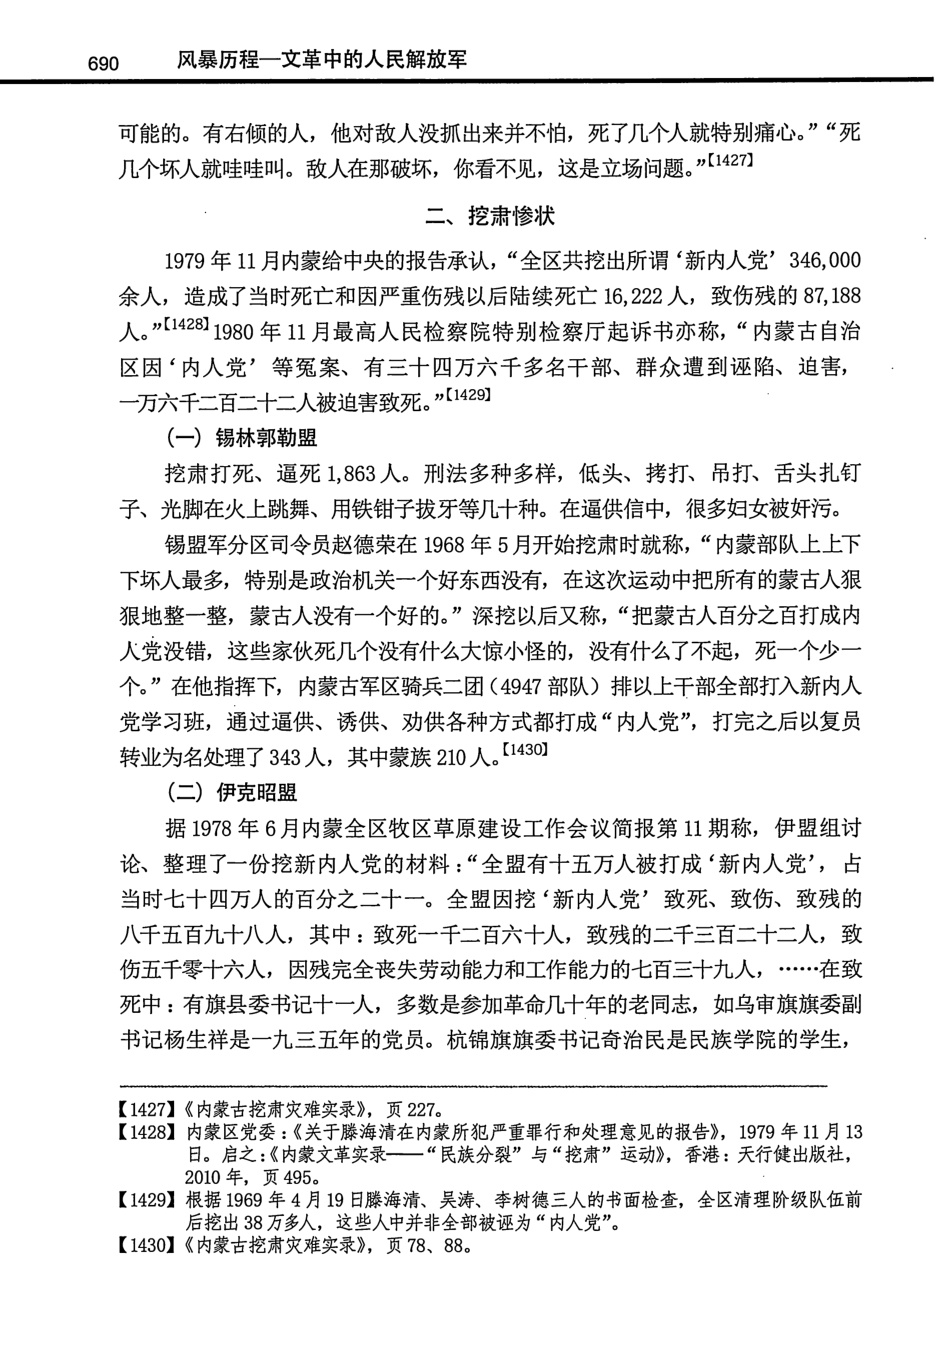 690 风暴历程—文革中的人民解放军
可能的。有右倾的人，他对敌人没抓出来并不怕，死了几个人就特别痛心。”“死
几个坏人就哇哇叫。敌人在那破坏，你看不见，这是立场问题。”【1427】
二、挖肃惨状
1979 年 11 月内蒙给中央的报告承认，“全区共挖出所谓‘新内人党’346,000
余人，造成了当时死亡和因严重伤残以后陆续死亡 16,222 人，致伤残的 87,188
人。”【1428】1980 年 11 月最高人民检察院特别检察厅起诉书亦称，“内蒙古自治
区因‘内人党’等冤案、有三十四万六千多名干部、群众遭到诬陷、迫害，
一万六千二百二十二人被迫害致死。”【1429】
（一）锡林郭勒盟
挖肃打死、逼死 1,863 人。刑法多种多样，低头、拷打、吊打、舌头扎钉
子、光脚在火上跳舞、用铁钳子拔牙等几十种。在逼供信中，很多妇女被奸污。
锡盟军分区司令员赵德荣在 1968 年 5 月开始挖肃时就称，“内蒙部队上上下
下坏人最多，特别是政治机关一个好东西没有，在这次运动中把所有的蒙古人狠
狠地整一整，蒙古人没有一个好的。”深挖以后又称，“把蒙古人百分之百打成内
人党没错，这些家伙死几个没有什么大惊小怪的，没有什么了不起，死一个少一
个。”在他指挥下，内蒙古军区骑兵二团（4947 部队）排以上干部全部打入新内人
党学习班，通过逼供、诱供、劝供各种方式都打成“内人党”，打完之后以复员
转业为名处理了 343 人，其中蒙族 210 人。【1430】
（二）伊克昭盟
据 1978 年 6 月内蒙全区牧区草原建设工作会议简报第 11 期称，伊盟组讨
论、整理了一份挖新内人党的材料：“全盟有十五万人被打成‘新内人党’，占
当时七十四万人的百分之二十一。全盟因挖‘新内人党’致死、致伤、致残的
八千五百九十八人，其中：致死一千二百六十人，致残的二千三百二十二人，致
伤五千零十六人，因残完全丧失劳动能力和工作能力的七百三十九人，……在致
死中：有旗县委书记十一人，多数是参加革命几十年的老同志，如乌审旗旗委副
书记杨生祥是一九三五年的党员。杭锦旗旗委书记奇治民是民族学院的学生，
【1427】《内蒙古挖肃灾难实录》，页 227。
【1428】内蒙区党委：《关于滕海清在内蒙所犯严重罪行和处理意见的报告》，1979 年 11 月 13
日。启之：《内蒙文革实录——“民族分裂”与“挖肃”运动》，香港：天行健出版社，
2010 年，页 495。
【1429】根据 1969 年 4 月 19 日滕海清、吴涛、李树德三人的书面检查，全区清理阶级队伍前
后挖出 38 万多人，这些人中并非全部被诬为“内人党”。
【1430】《内蒙古挖肃灾难实录》，页 78、88。